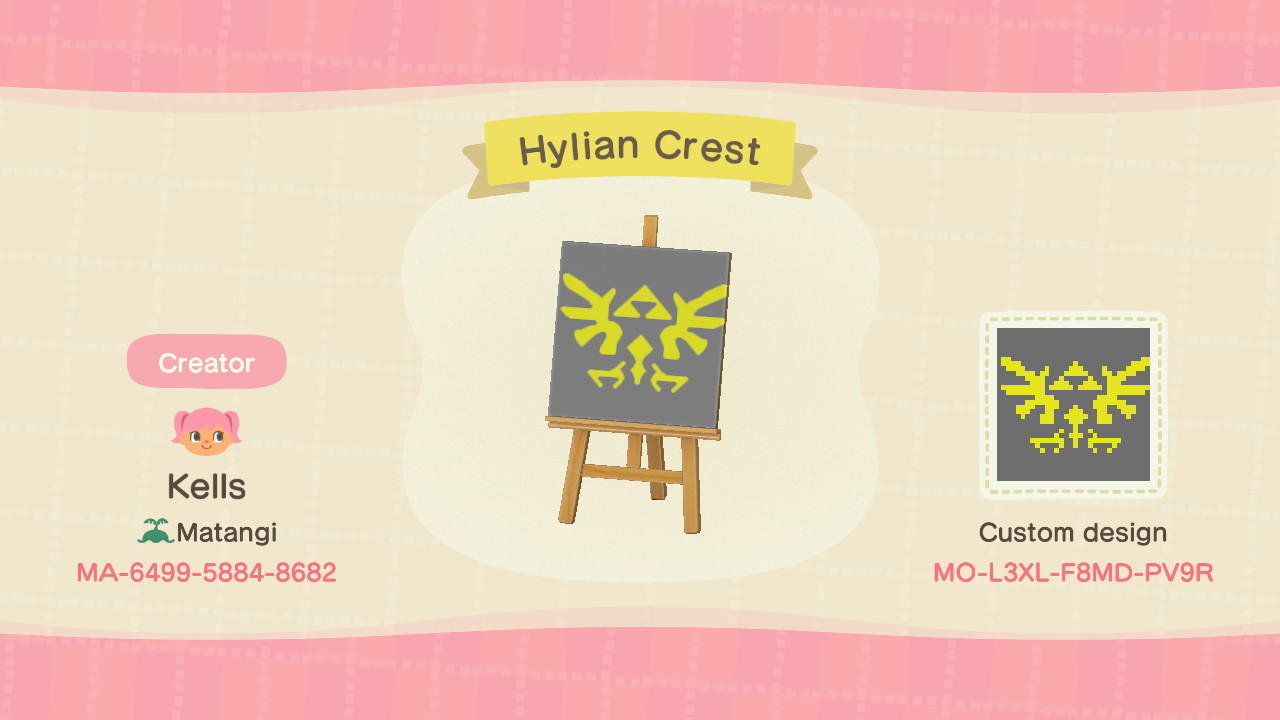 Hylian Crest
Creator
Kells
Matangi
MA-6499-5884-8682
Custom design
MO-L3XL-F8MD-PV9R